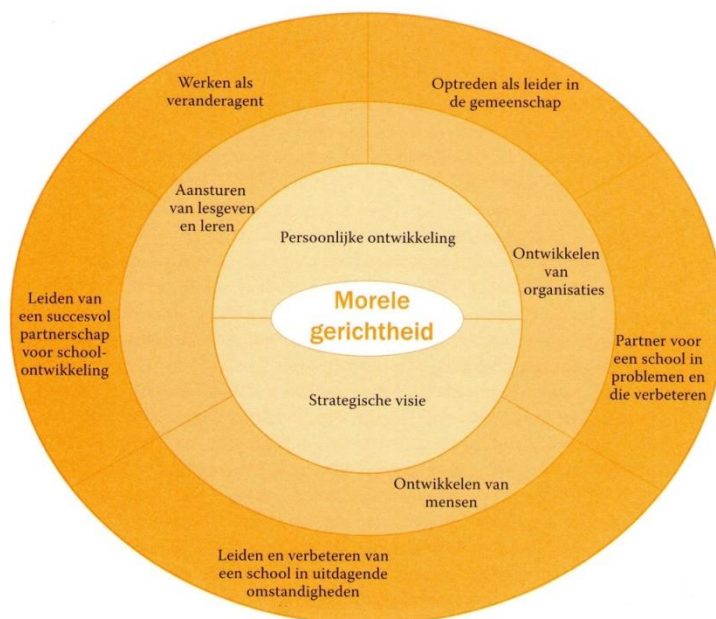 Werken als
veranderagent
Optreden als leider in
de gemeenschap
Aansturen
van lesgeven
en leren
Persoonlijke ontwikkeling
Ontwikkelen
van
organisaties
Morele
gerichtheid
Leiden van
een succesvol
partnerschap
voor school-
ontwikkeling
Partner voor
een school in
problemen en
die verbeteren
Strategische visie
Ontwikkelen van
mensen
Leiden en verbeteren van
een school in uitdagende
omstandigheden